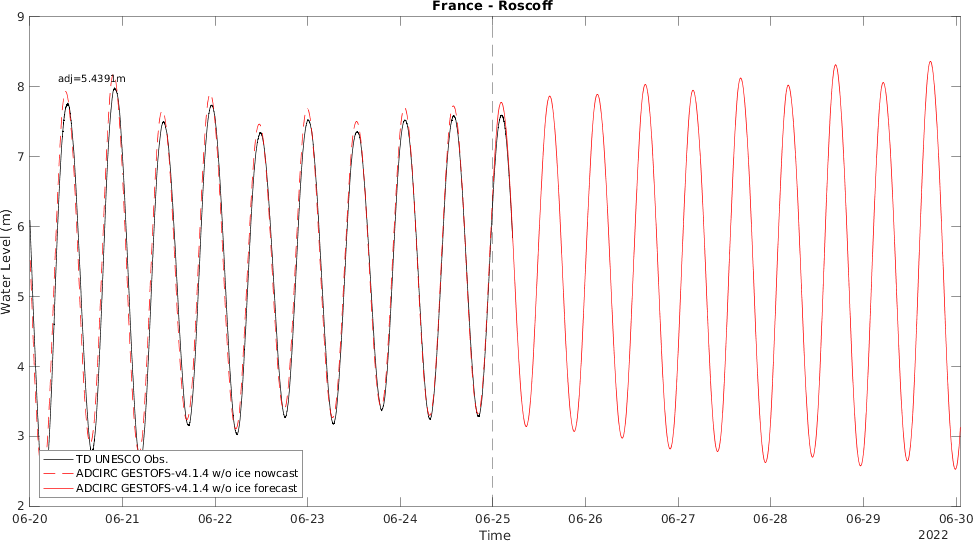 France - Roscoff
9
8
7
6
5
4
3
2
Water Level (m)
adj=5.4391m
TD UNESCO Obs.
ADCIRC GESTOFS-v4.1.4 w/o ice nowcast
ADCIRC GESTOFS-v4.1.4 w/o ice forecast
06-20 06-21 06-22 06-23 06-24 06-25 06-26 06-27 06-28 06-29 06-30
Time
2022